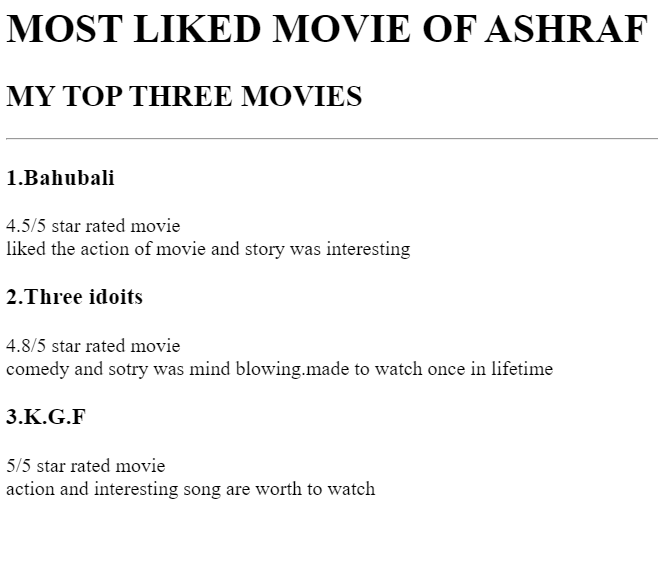 MOST LIKED MOVIE OF ASHRAF
MY TOP THREE MOVIES
1.Bahubali
4.5/5 star rated movie
liked the action of movie and story was interesting
2.Three idoits
4.8/5 star rated movie
comedy and sotry was mind blowing.made to watch once in lifetime
3.K.G.F
5/5 star rated movie
action and interesting song are worth to watch